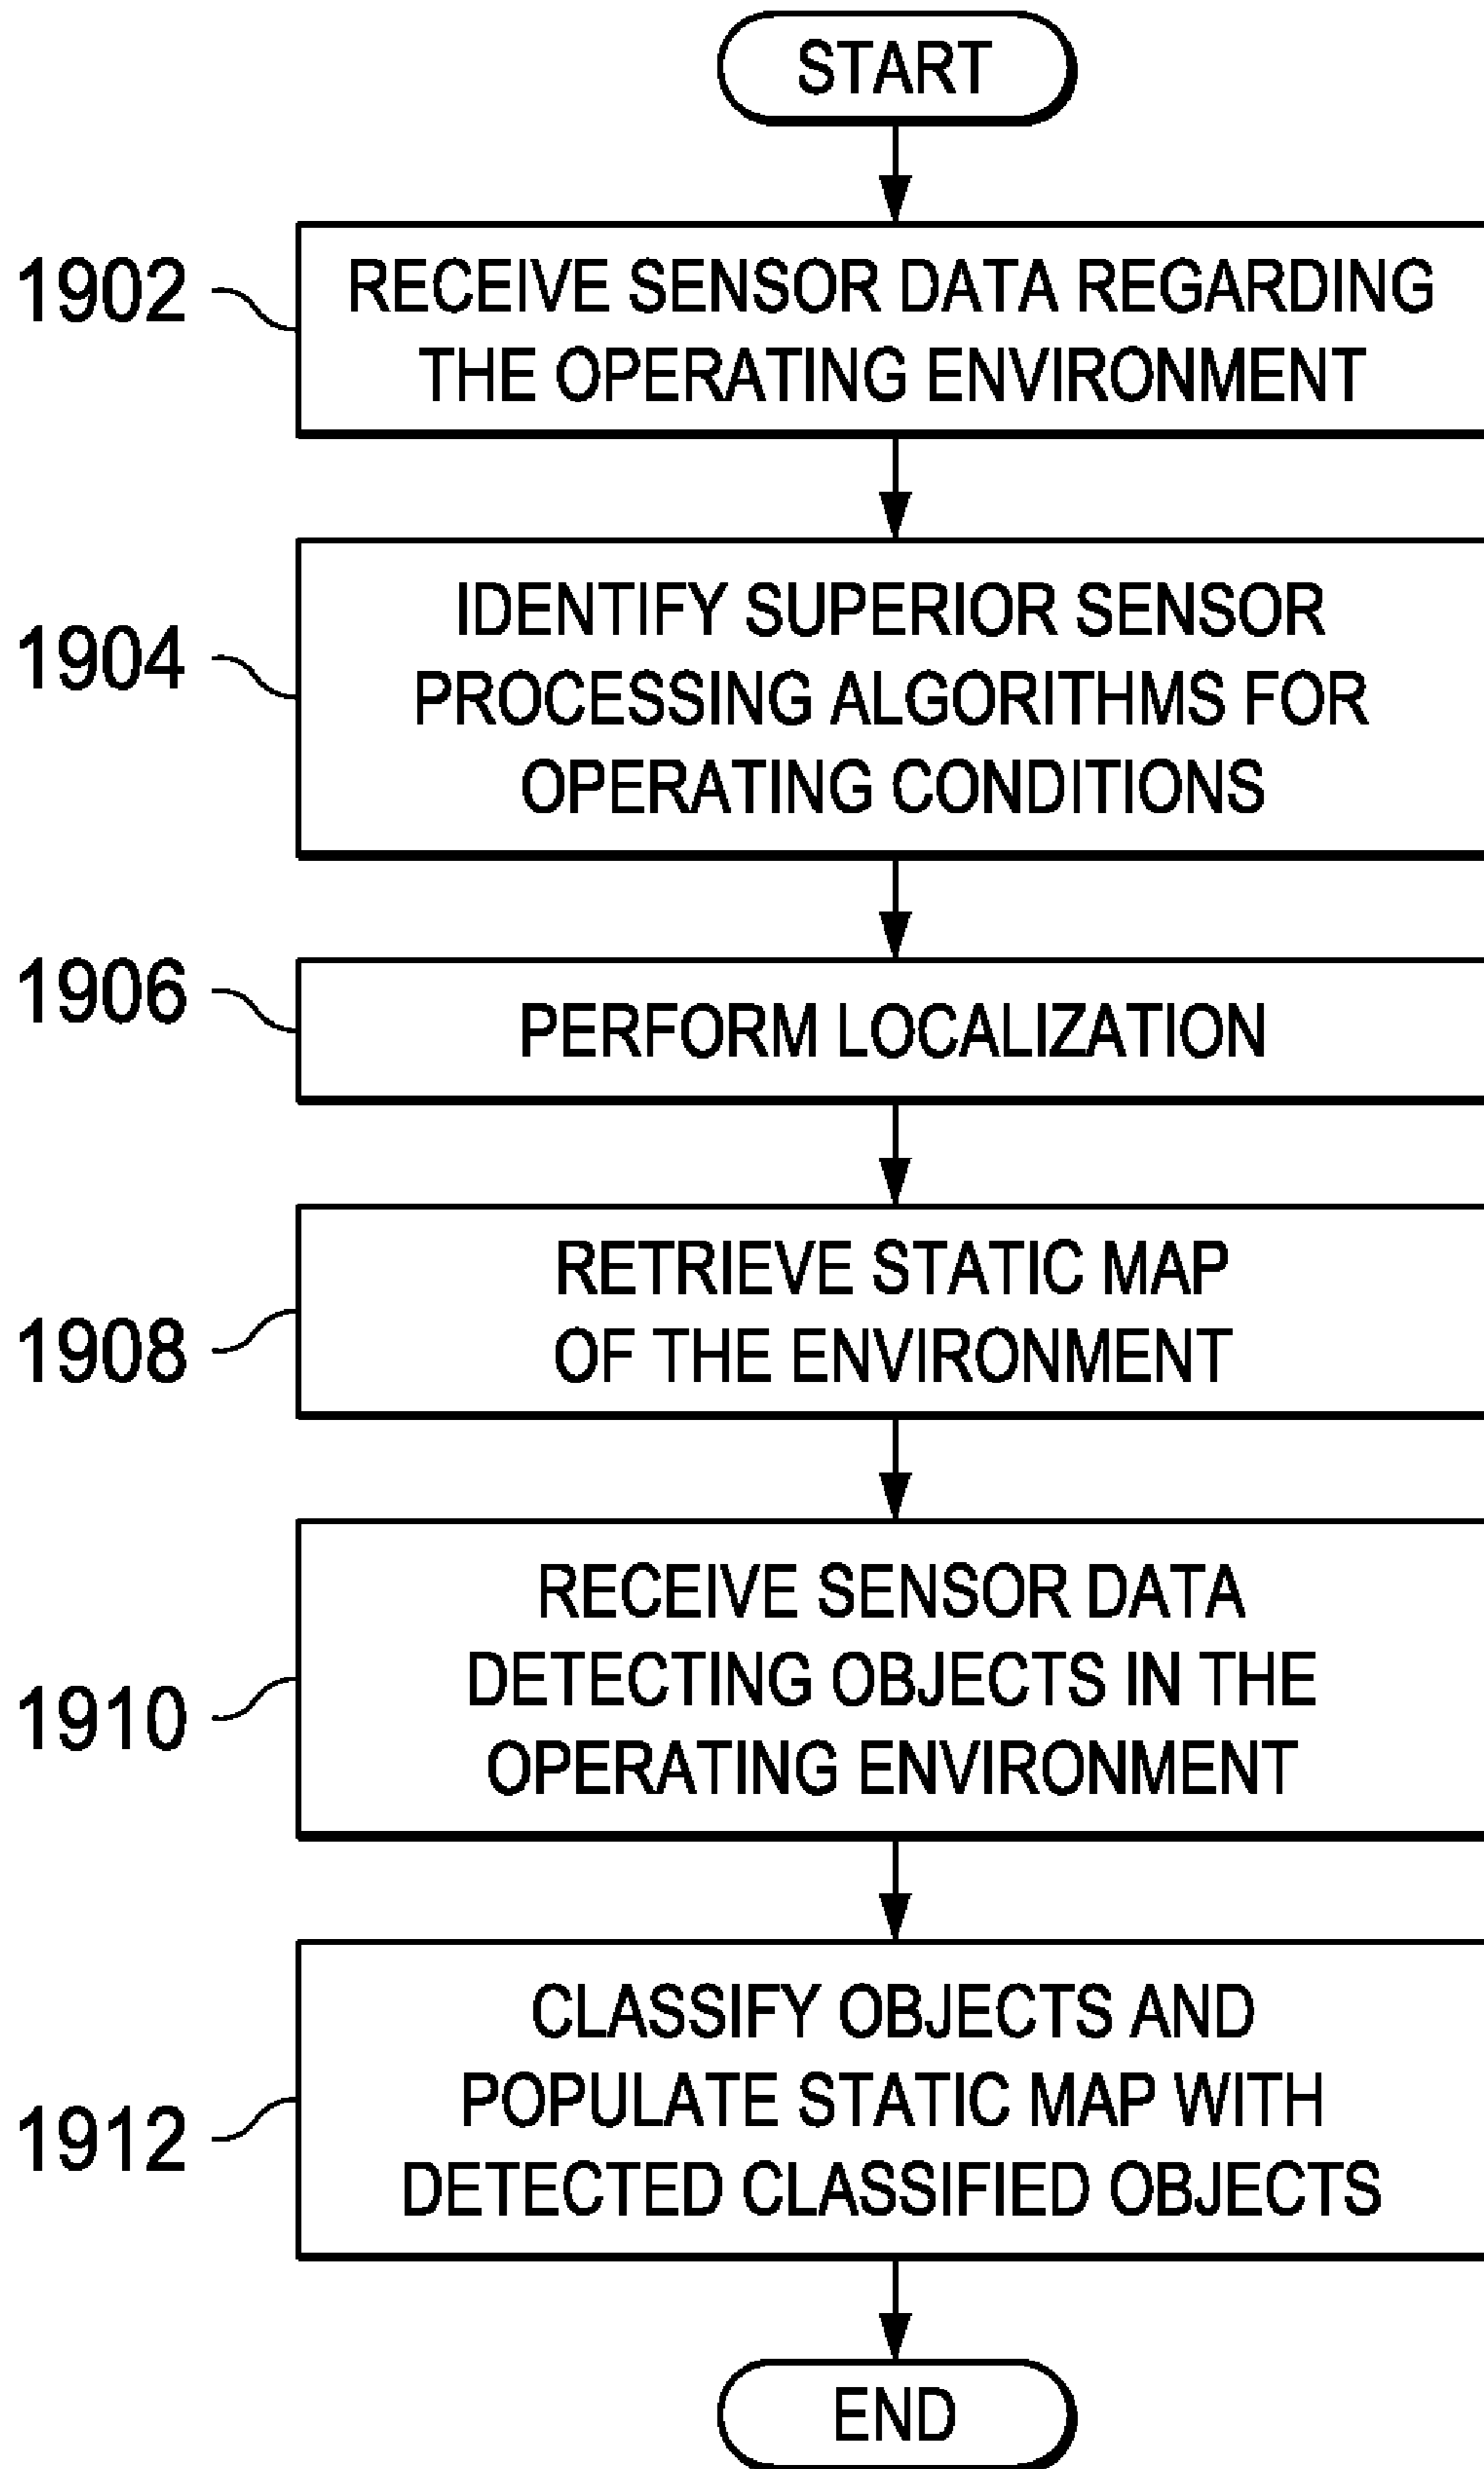 START
1902
RECEIVE SENSOR DATA REGARDING
THE OPERATING ENVIRONMENT
1904
IDENTIFY SUPERIOR SENSOR
PROCESSING ALGORITHMS FOR
OPERATING CONDITIONS
1906
PERFORM LOCALIZATION
1908
RETRIEVE STATIC MAP
OF THE ENVIRONMENT
1910
RECEIVE SENSOR DATA
DETECTING OBJECTS IN THE
OPERATING ENVIRONMENT
1912
CLASSIFY OBJECTS AND
POPULATE STATIC MAP WITH
DETECTED CLASSIFIED OBJECTS
END